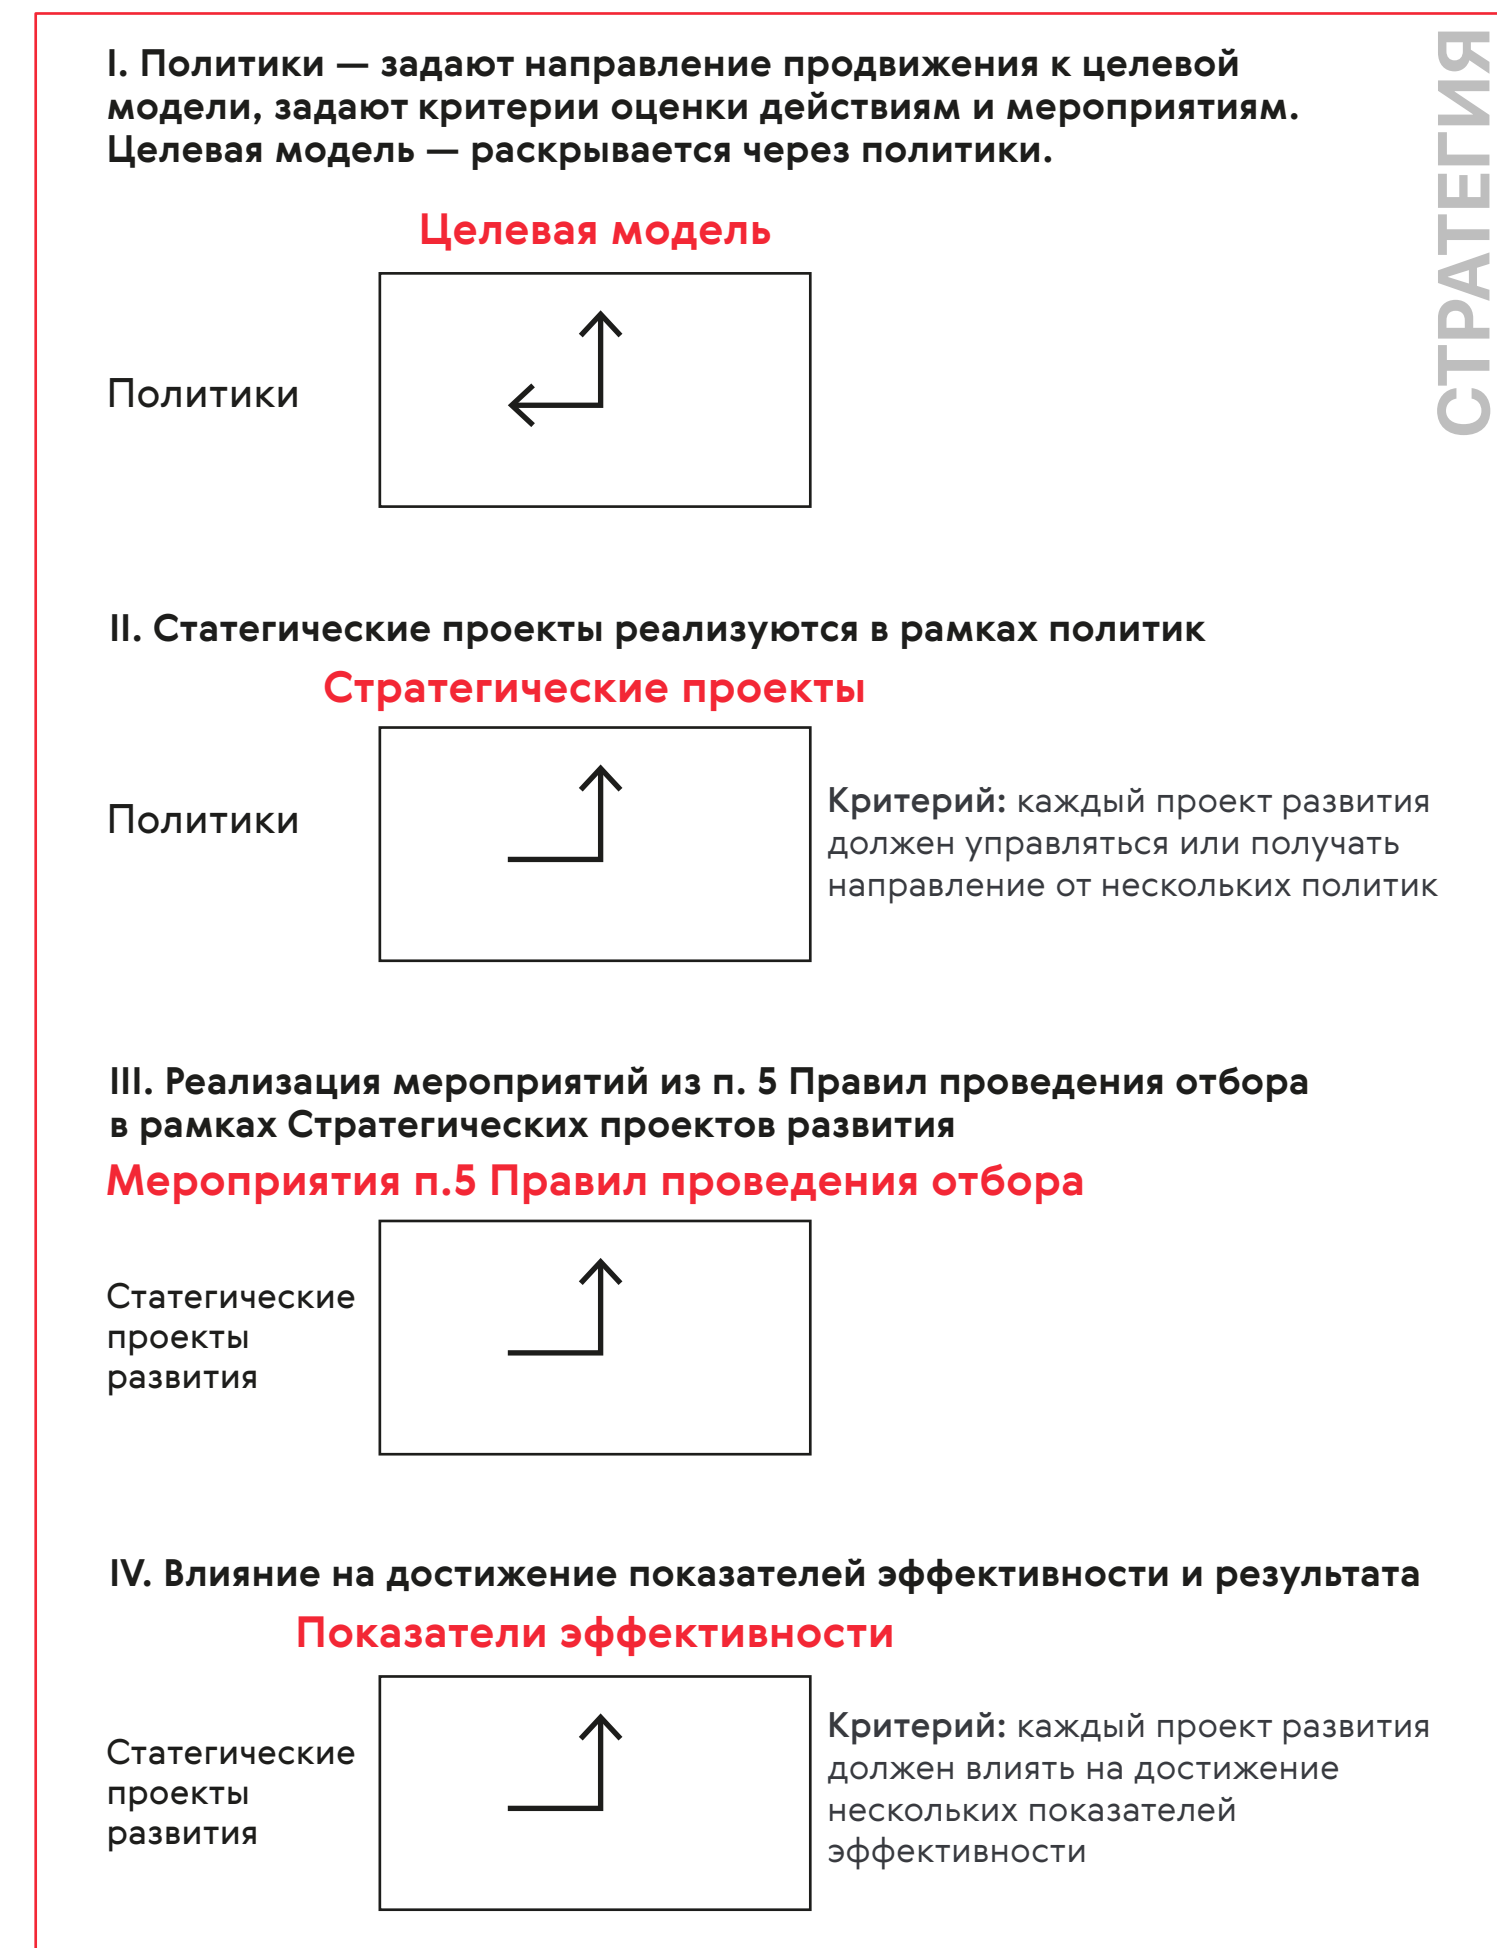 СТРАТЕГИЯ
I. Политики — задают направление продвижения к целевой
модели, задают критерии оценки действиям и мероприятиям.
Целевая модель — раскрывается через политики.
Целевая модель
Политики
II. Статегические проекты реализуются в рамках политик
Стратегические проекты
Политики
Критерий: каждый проект развития
должен управляться или получать
направление от нескольких политик
III. Реализация мероприятий из п. 5 Правил проведения отбора
в рамках Стратегических проектов развития
Мероприятия п.5 Правил проведения отбора
Статегические
проекты
развития
IV. Влияние на достижение показателей эффективности и результата
Показатели эффективности
Статегические
проекты
развития
Критерий: каждый проект развития
должен влиять на достижение
нескольких показателей
эффективности